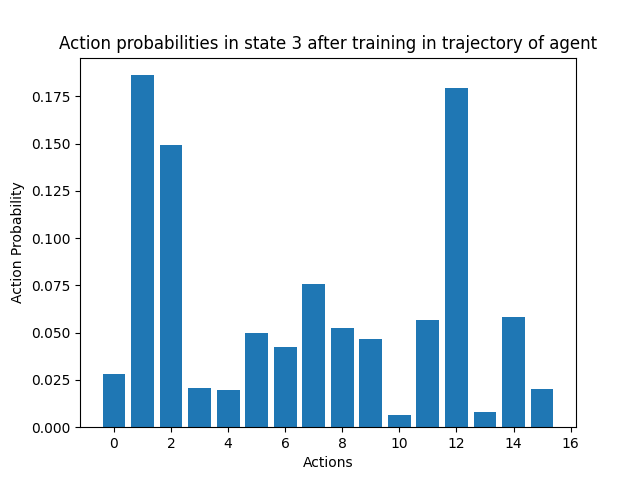 Action probabilities in state 3 after training in trajectory of agent
0.175
0.150
0.125
0.100
0.075
0.050
0.025
0.000
Action Probability
0 2 4 6 8 10 12 14 16
Actions